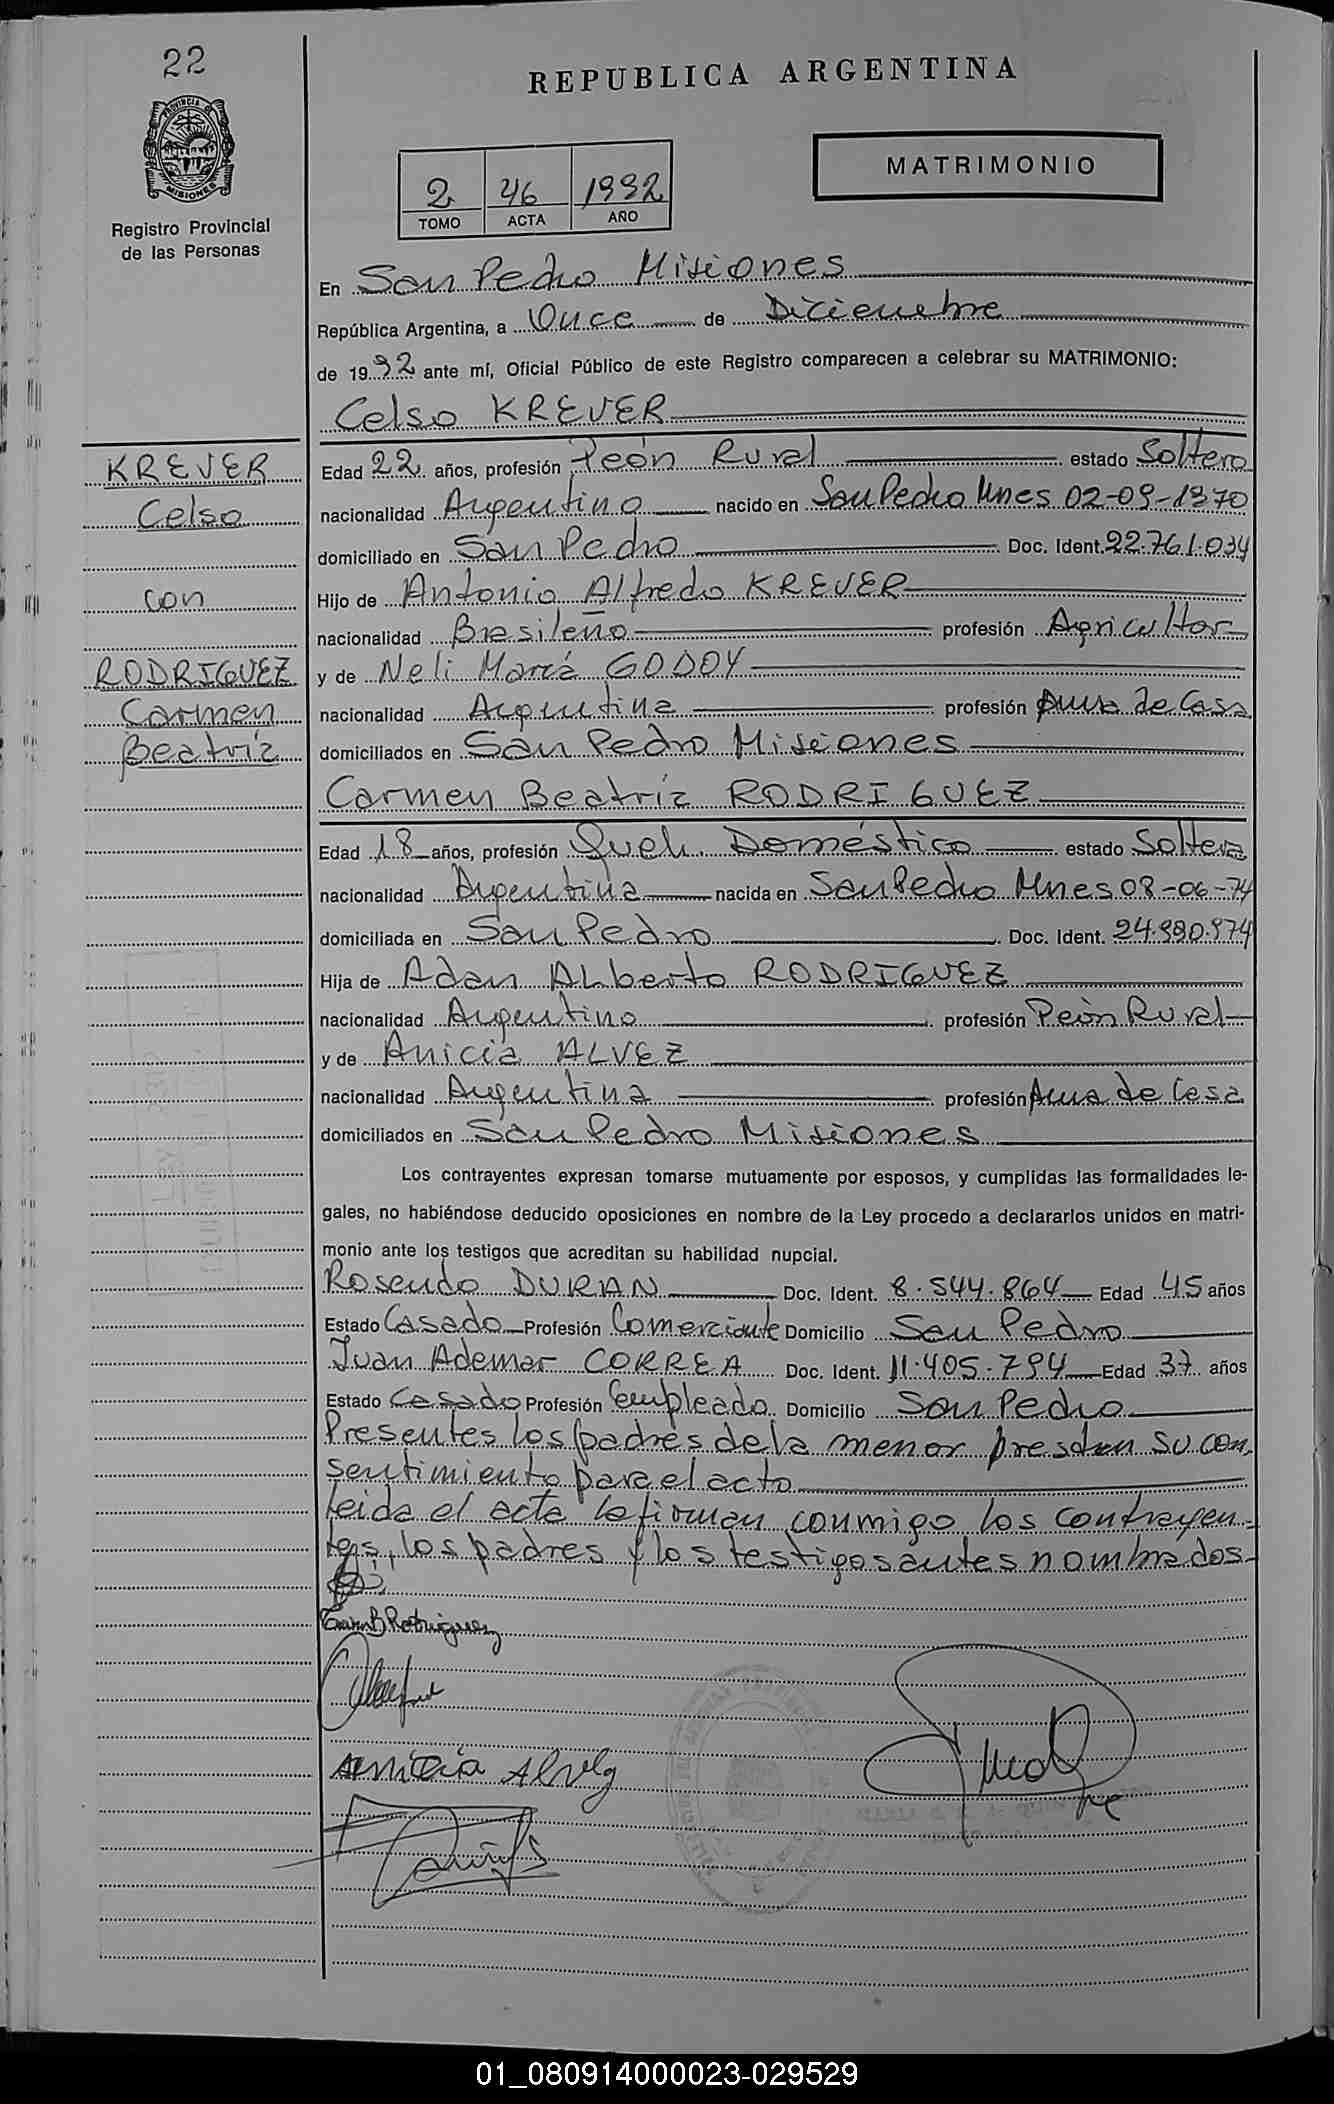 22
REPUBLICA ARGENTINA
PROVINCIA DE
MISIONES
Registro Provincial
de las Personas
MATRIMONIO
2 46 1992
TOMO ACTA AÑO
En San Pedro Misiones
República Argentina, a Once de Diciembre
de 1992 ante mí, Oficial Público de este Registro comparecen a celebrar su MATRIMONIO:
Celso KREVER
KREVER
Celso
con
RODRIGUEZ
Carmen
Beatríz
Edad 22 años, profesión Peón Rural estado Soltero
nacionalidad Argentino nacido en San Pedro Mnes 02-09-1970
domiciliado en San Pedro Doc. Ident. 22.761.034
Hijo de Antonio Alfredo KREVER
nacionalidad Brasileño profesión Agricultor
y de Neli María GODOY
nacionalidad Argentina profesión Ama de Casa
domiciliados en San Pedro Misiones
Carmen Beatríz RODRIGUEZ
Edad 18 años, profesión Queh. Doméstico estado Soltera
nacionalidad Argentina nacida en San Pedro Mnes 08-06-74
domiciliada en San Pedro Doc. Ident. 24.990.974
Hija de Adan ALberto RODRIGUEZ
nacionalidad Argentino profesión Peón Rural
y de Anicia ALVEZ
nacionalidad Argentina profesión Ama de Casa
domiciliados en San Pedro Misiones
Los contrayentes expresan tomarse mutuamente por esposos, y cumplidas las formalidades le-
gales, no habiéndose deducido oposiciones en nombre de la Ley procedo a declararlos unidos en matri-
monio ante los testigos que acreditan su habilidad nupcial.
Rosendo DURAN Doc. Ident. 8.544.864 Edad 45 años
Estado Casado Profesión Comerciante Domicilio San Pedro
Juan Ademar CORREA Doc. Ident. 11.405.794 Edad 37 años
Estado Casado Profesión Empleado Domicilio San Pedro
Presentes los padres de la menor prestan su con
sentimiento para el acto
Leida el acta la firman conmigo los contrayen-
tes, los padres y los testigos antes nombrados
Carm B Rodriguez
Anicia Alvez
01_080914000023-029529